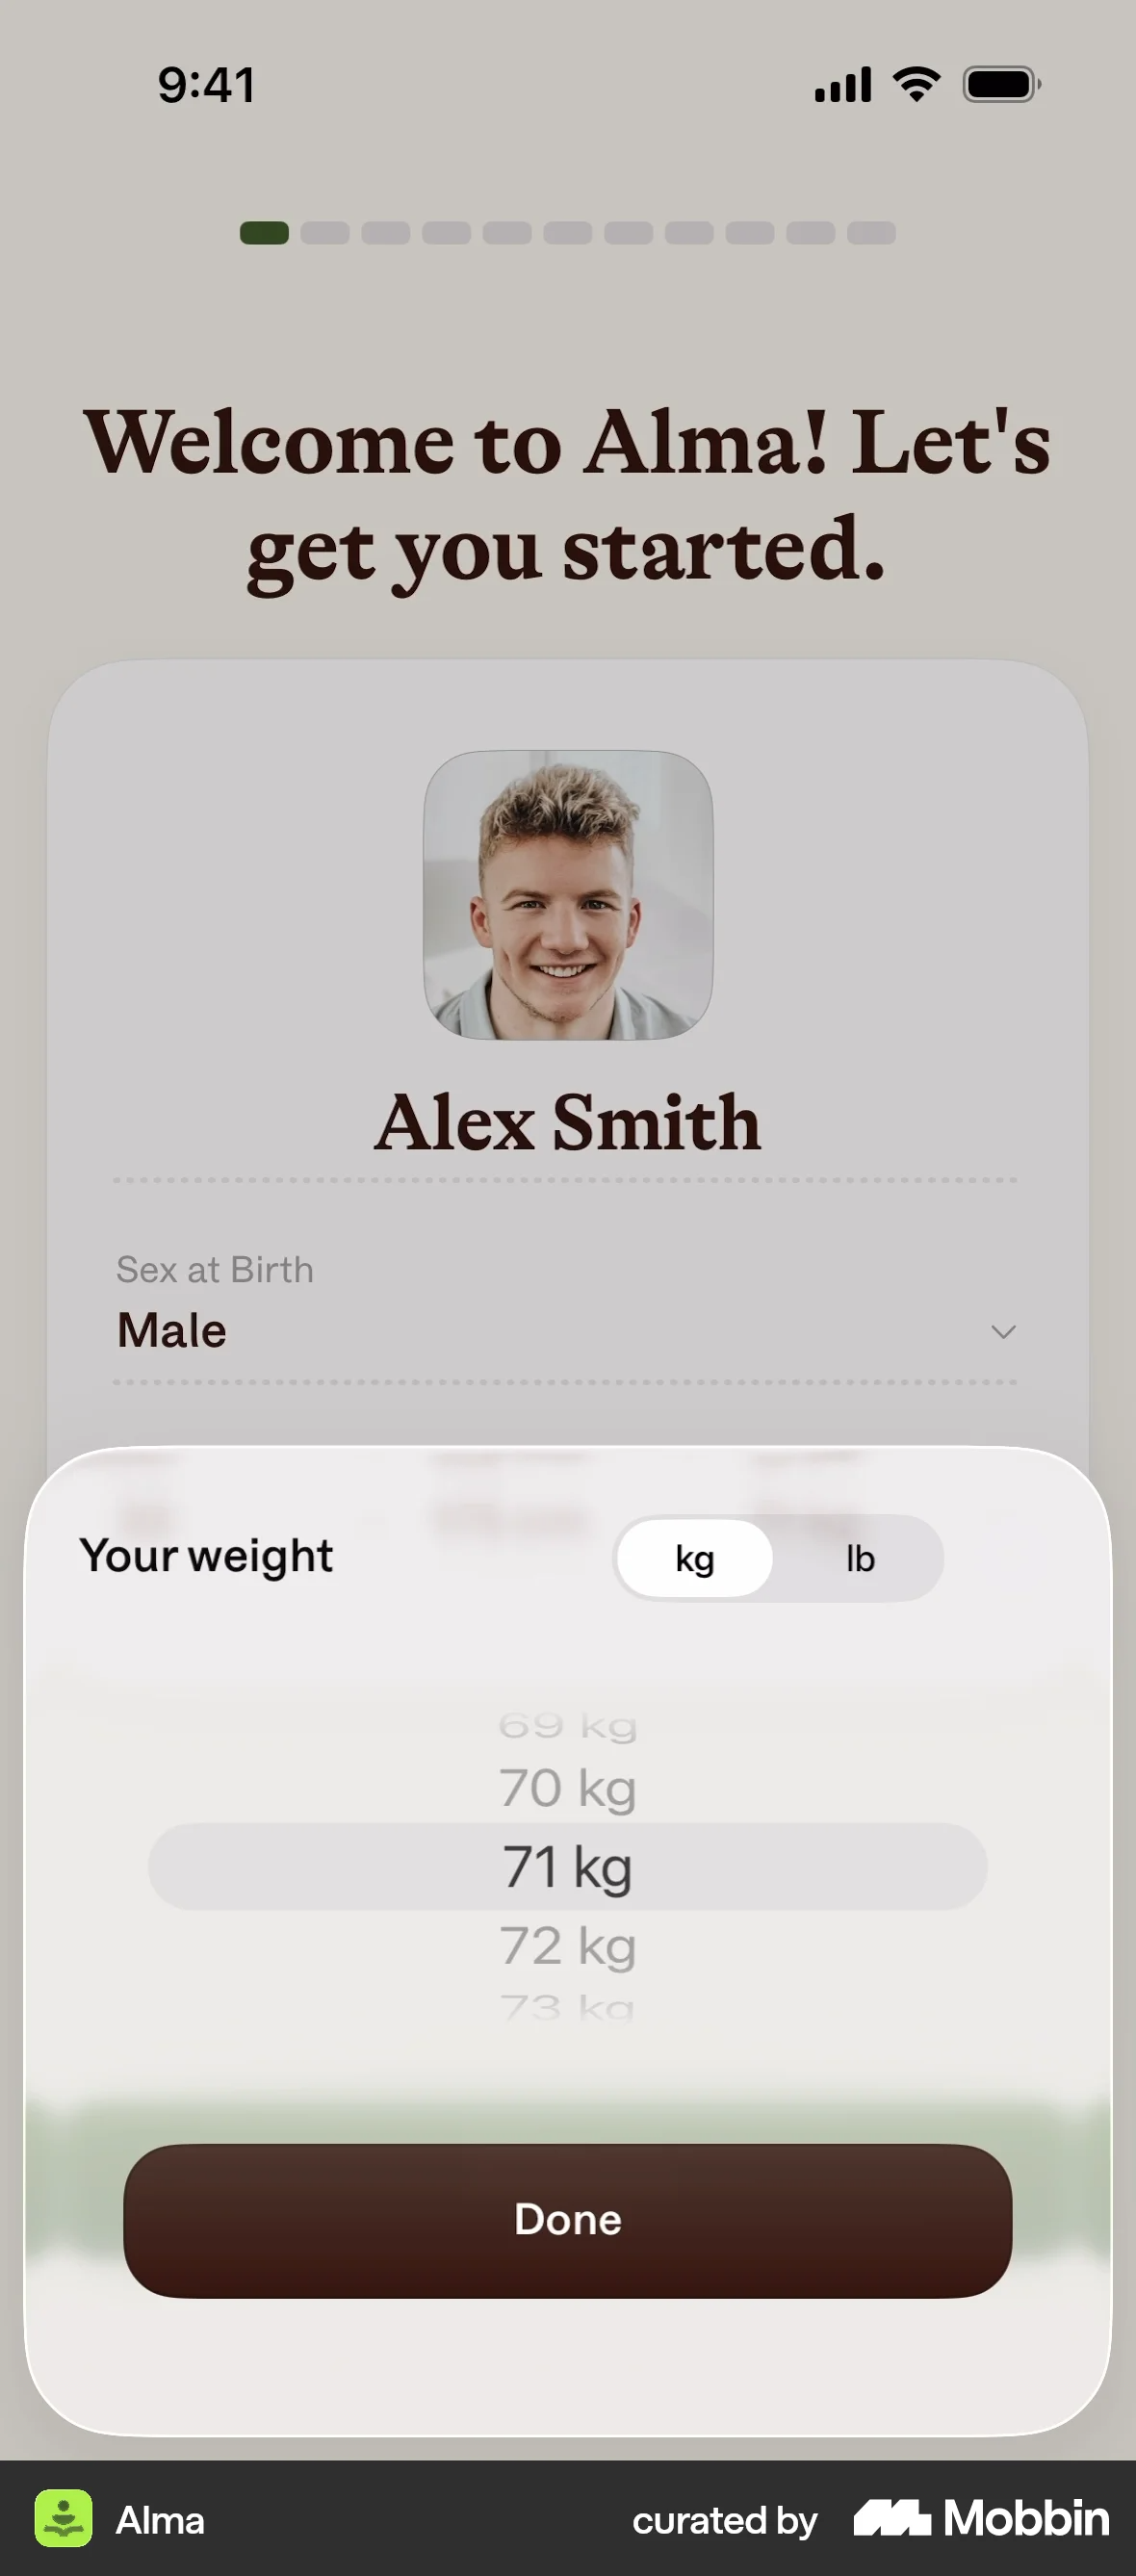 9:41
Welcome to Alma! Let's
get you started.
Alex Smith
Sex at Birth
Male
Your weight
kg
lb
69 kg
70 kg
71 kg
72 kg
73 kg
Done
Alma
curated by Mobbin